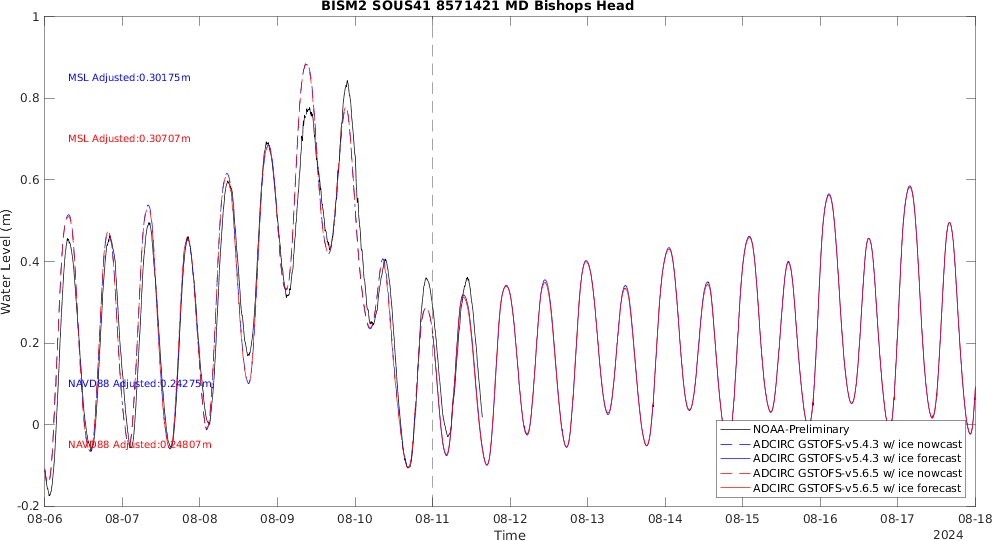 BISM2 SOUS41 8571421 MD Bishops Head
1
0.8
0.6
0.4
0.2
0
-0.2
Water Level (m)
MSL Adjusted:0.30175m
MSL Adjusted:0.30707m
NAVD88 Adjusted:0.24275m
NAVD88 Adjusted:0.24807m
NOAA-Preliminary
ADCIRC GSTOFS-v5.4.3 w/ ice nowcast
ADCIRC GSTOFS-v5.4.3 w/ ice forecast
ADCIRC GSTOFS-v5.6.5 w/ ice nowcast
ADCIRC GSTOFS-v5.6.5 w/ ice forecast
08-06 08-07 08-08 08-09 08-10 08-11 08-12 08-13 08-14 08-15 08-16 08-17 08-18
Time
2024